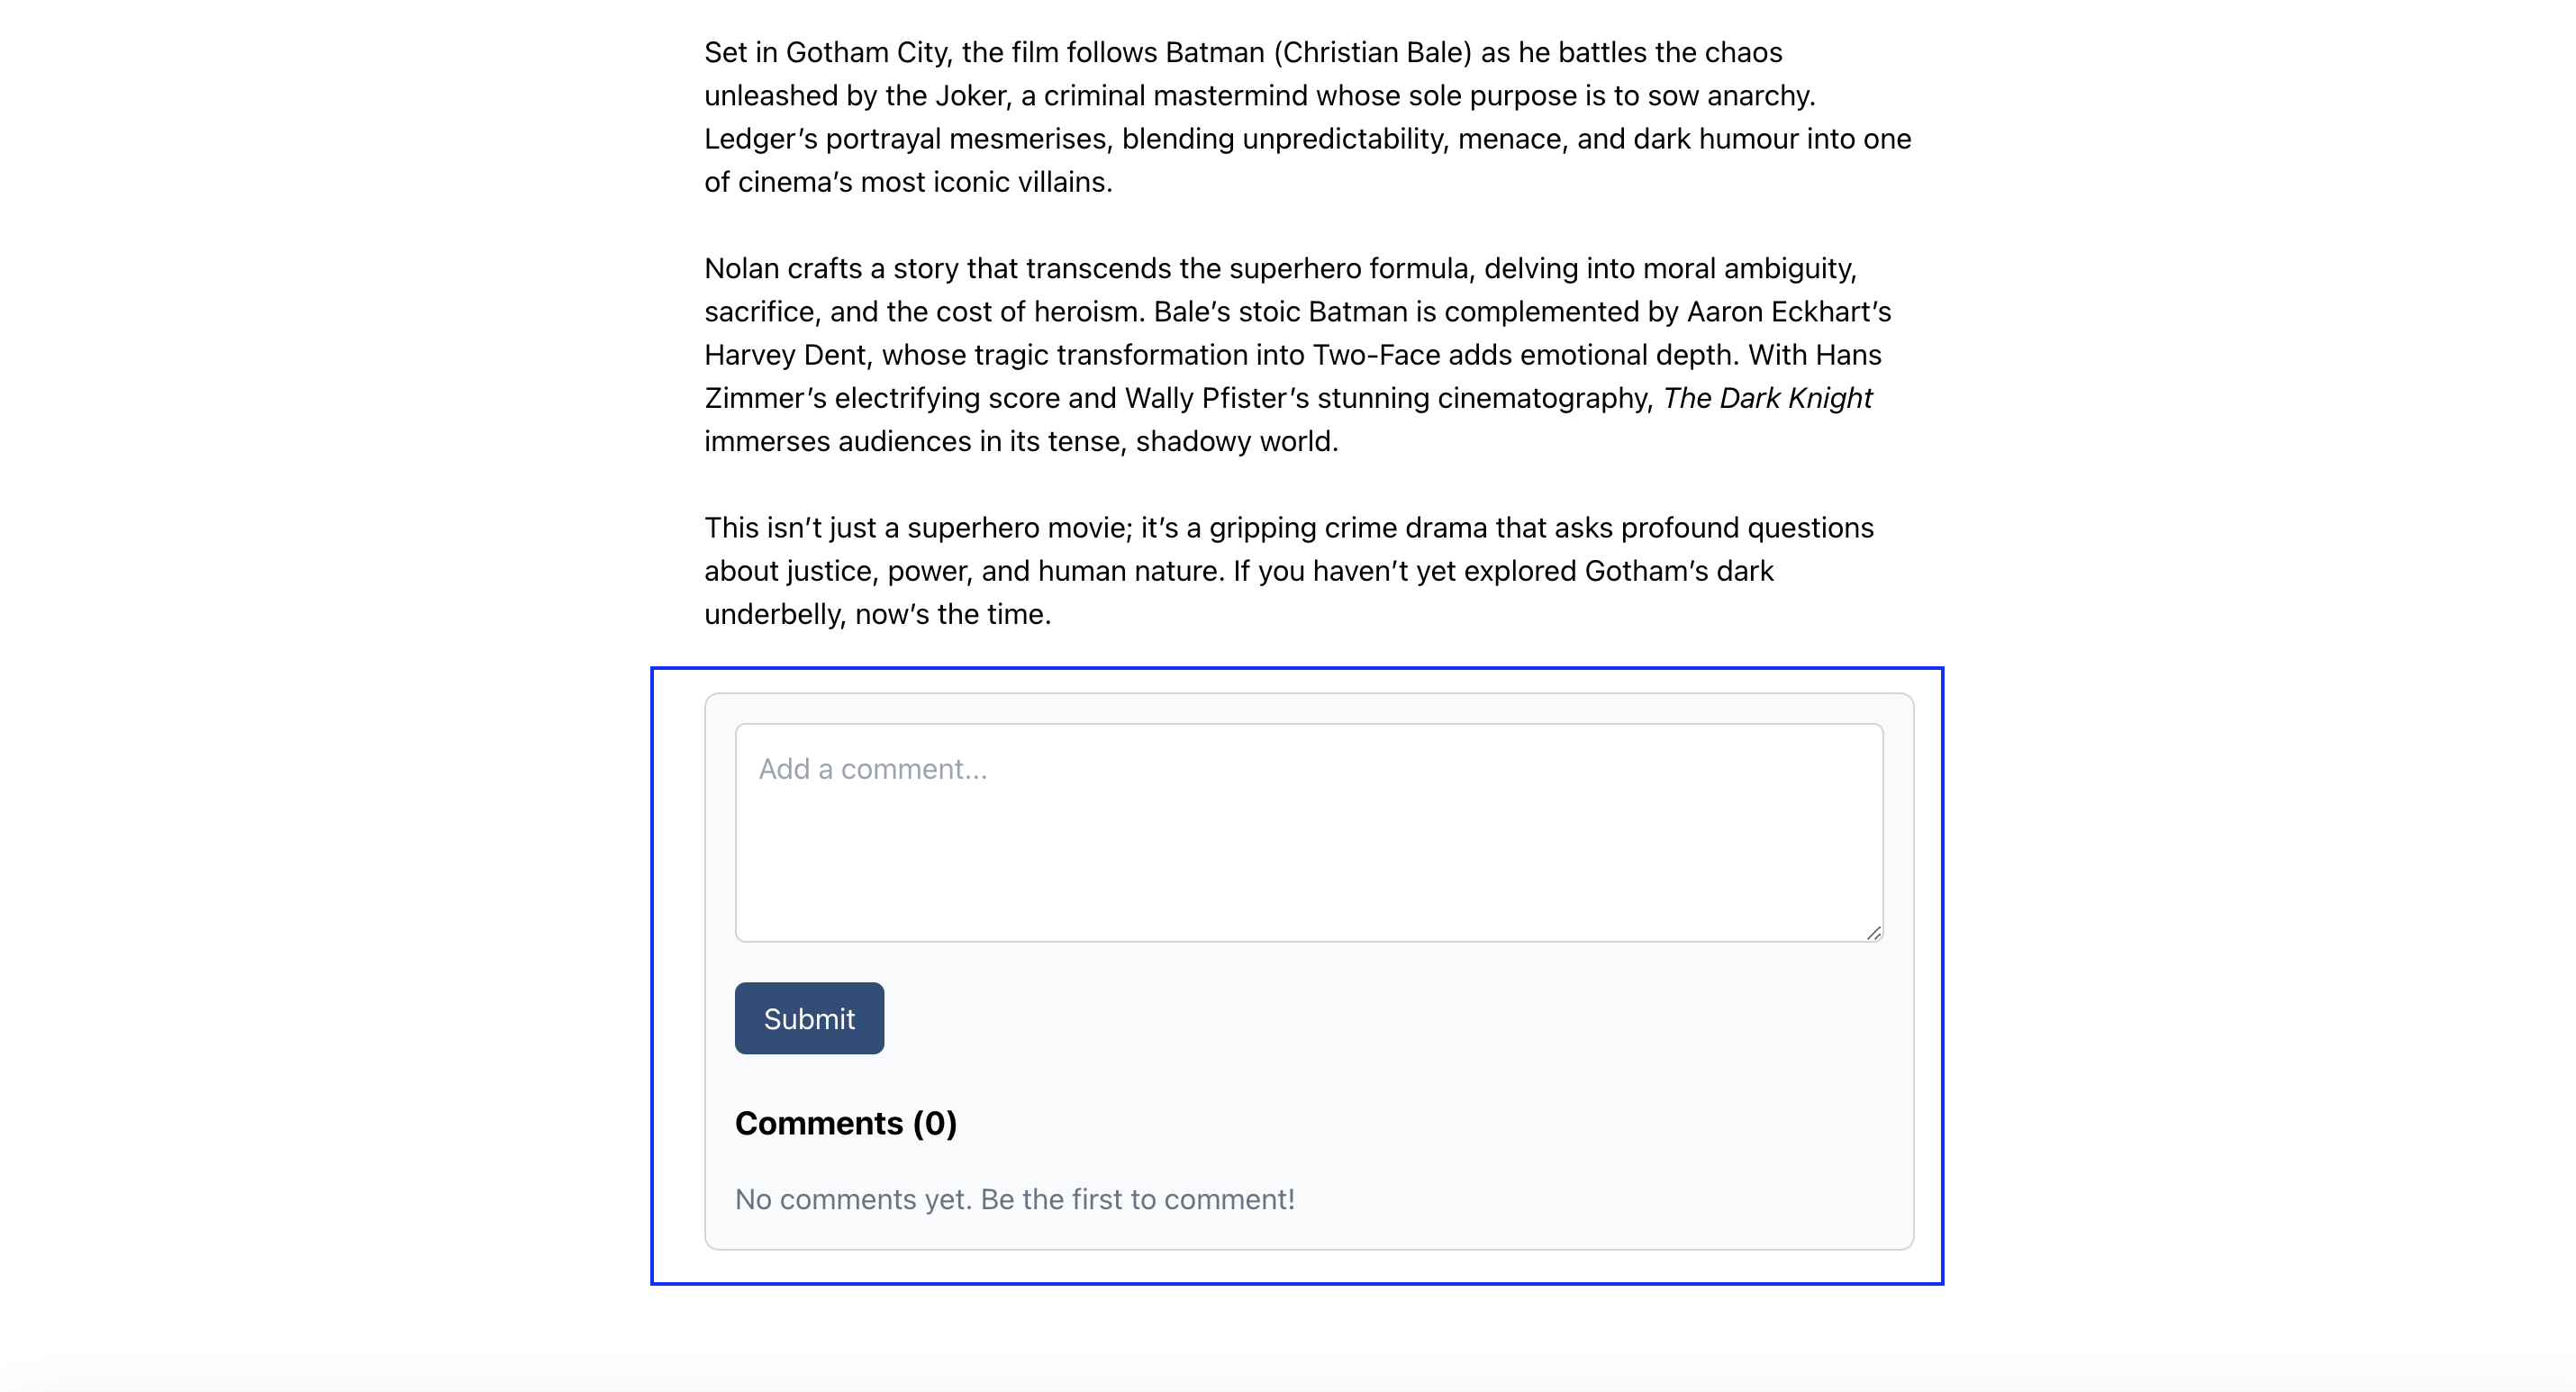 Set in Gotham City, the film follows Batman (Christian Bale) as he battles the chaos
unleashed by the Joker, a criminal mastermind whose sole purpose is to sow anarchy.
Ledger’s portrayal mesmerises, blending unpredictability, menace, and dark humour into one
of cinema’s most iconic villains.
Nolan crafts a story that transcends the superhero formula, delving into moral ambiguity,
sacrifice, and the cost of heroism. Bale’s stoic Batman is complemented by Aaron Eckhart’s
Harvey Dent, whose tragic transformation into Two-Face adds emotional depth. With Hans
Zimmer’s electrifying score and Wally Pfister’s stunning cinematography, The Dark Knight
immerses audiences in its tense, shadowy world.
This isn’t just a superhero movie; it’s a gripping crime drama that asks profound questions
about justice, power, and human nature. If you haven’t yet explored Gotham’s dark
underbelly, now’s the time.
Add a comment...
Submit
Comments (0)
No comments yet. Be the first to comment!